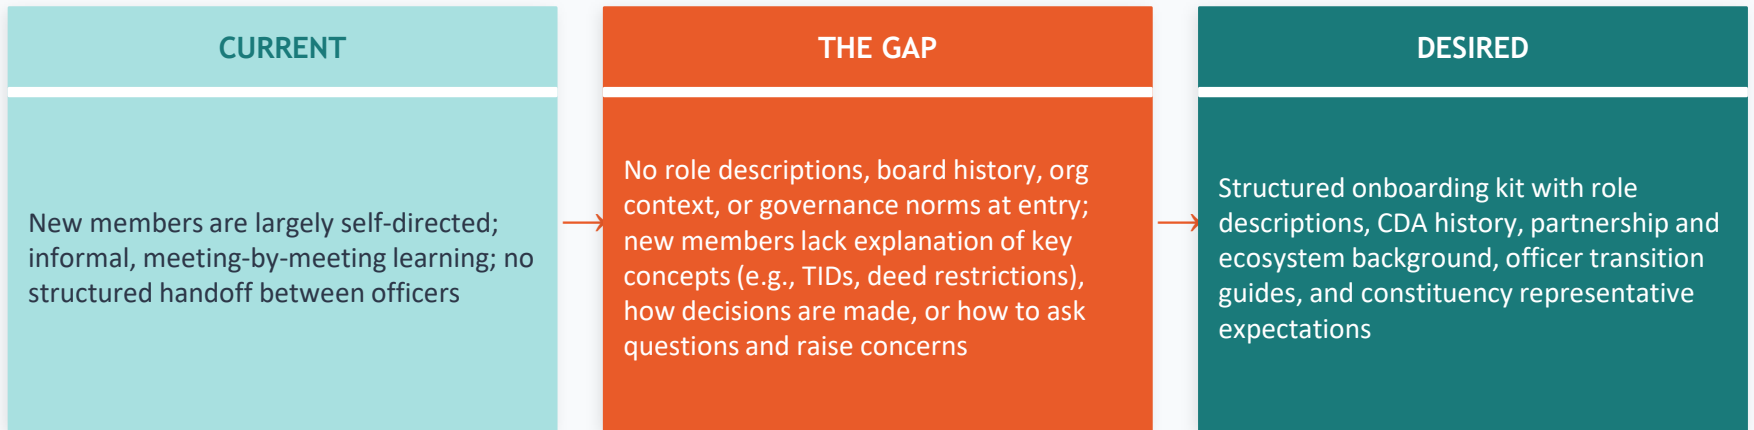 CURRENT
New members are largely self-directed;
informal, meeting-by-meeting learning; no
structured handoff between officers
THE GAP
No role descriptions, board history, org
context, or governance norms at entry;
new members lack explanation of key
concepts (e.g., TIDs, deed restrictions),
how decisions are made, or how to ask
questions and raise concerns
DESIRED
Structured onboarding kit with role
descriptions, CDA history, partnership and
ecosystem background, officer transition
guides, and constituency representative
expectations